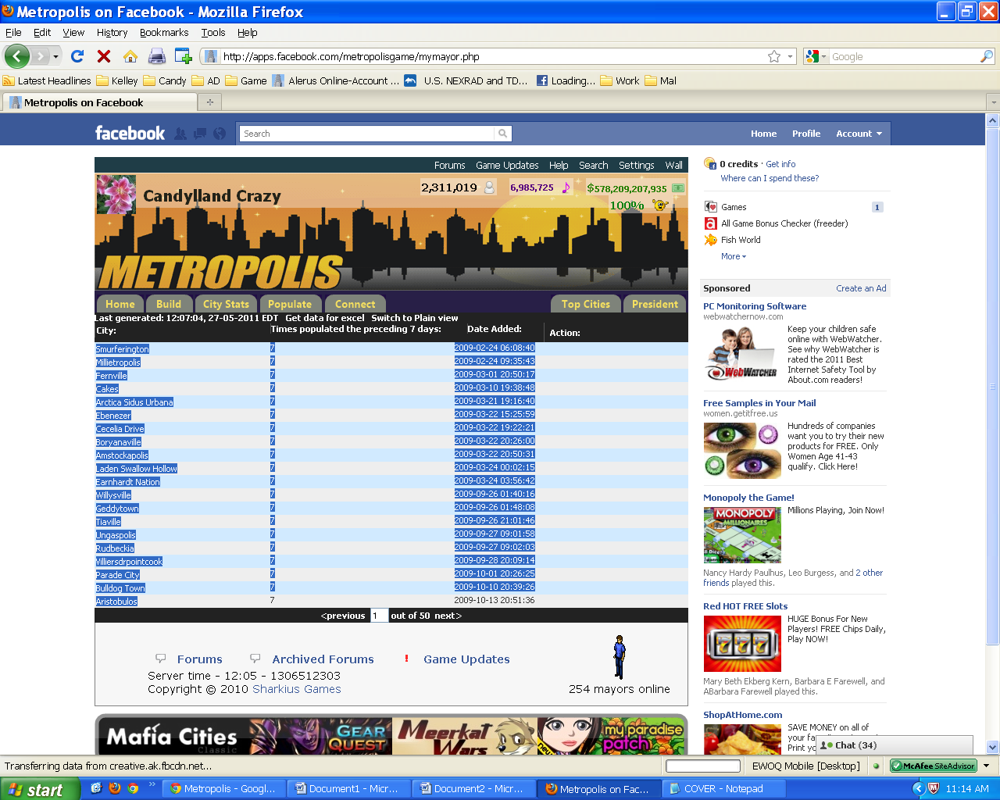 Metropolis on Facebook - Mozilla Firefox
File Edit View History Bookmarks Tools Help
http://apps.facebook.com/metropolisgame/mymayor.php Google
Latest Headlines Kelley Candy AD Game Alerus Online-Account ... U.S. NEXRAD and TD... Loading... Work Mal
Metropolis on Facebook
facebook Search Home Profile Account
Forums Game Updates Help Search Settings Wall
Candylland Crazy 2,311,019 6,985,725 $578,209,207,935
100%
METROPOLIS
Home Build City Stats Populate Connect Top Cities President
Last generated: 12:07:04, 27-05-2011 EDT Get data for excel Switch to Plain view
City: Times populated the preceding 7 days: Date Added: Action:
Smurferington 7 2009-02-24 06:08:40
Millietropolis 7 2009-02-24 09:35:43
Fernville 7 2009-03-01 20:50:17
Cakes 7 2009-03-10 19:38:48
Arctica Sidus Urbana 7 2009-03-21 19:16:40
Ebenezer 7 2009-03-22 15:25:59
Cecelia Drive 7 2009-03-22 19:22:21
Boryanaville 7 2009-03-22 20:26:00
Amstockapolis 7 2009-03-22 20:50:31
Laden Swallow Hollow 7 2009-03-24 00:02:15
Earnhardt Nation 7 2009-03-24 03:56:42
Willysville 7 2009-09-26 01:40:16
Geddytown 7 2009-09-26 01:48:08
Tiaville 7 2009-09-26 21:01:46
Ungaspolis 7 2009-09-27 09:01:58
Rudbeckia 7 2009-09-27 09:02:03
Villiersdrpointcook 7 2009-09-28 20:09:14
Parade City 7 2009-10-01 20:26:25
Bulldog Town 7 2009-10-10 20:39:26
Aristobulos 7 2009-10-13 20:51:36
<previous 1 out of 50 next>
Forums Archived Forums Game Updates
Server time - 12:05 - 1306512303
Copyright © 2010 Sharkius Games
254 mayors online
Mafia Cities
Classic
GEAR QUEST
Meerkat Wars
my paradise patch
0 credits · Get info
Where can I spend these?
Games 1
All Game Bonus Checker (freeder)
Fish World
More
Sponsored Create an Ad
PC Monitoring Software
webwatchernow.com
WebWatcher
Keep your children safe
online with WebWatcher.
See why WebWatcher is
rated the 2011 Best
Internet Safety Tool by
About.com readers!
Free Samples in Your Mail
women.getitfree.us
Hundreds of companies
want you to try their new
products for FREE. Only
Women Age 41-43
qualify. Click Here!
Monopoly the Game!
MONOPOLY
MILLIONAIRES
Millions Playing, Join Now!
Nancy Hardy Paulhus, Leo Burgess, and 2 other
friends played this.
Red HOT FREE Slots
777
HUGE Bonus For New
Players! FREE Chips Daily,
Play NOW!
Mary Beth Ekberg Kern, Barbara E Farewell, and
ABarbara Farewell played this.
ShopAtHome.com
SAVE MONEY on all of
your
Print
Chat (34)
Transferring data from creative.ak.fbcdn.net... EWOQ Mobile [Desktop] McAfee SiteAdvisor
start Metropolis - Googl... Document1 - Micr... Document2 - Micr... Metropolis on Fac... COVER - Notepad 11:14 AM